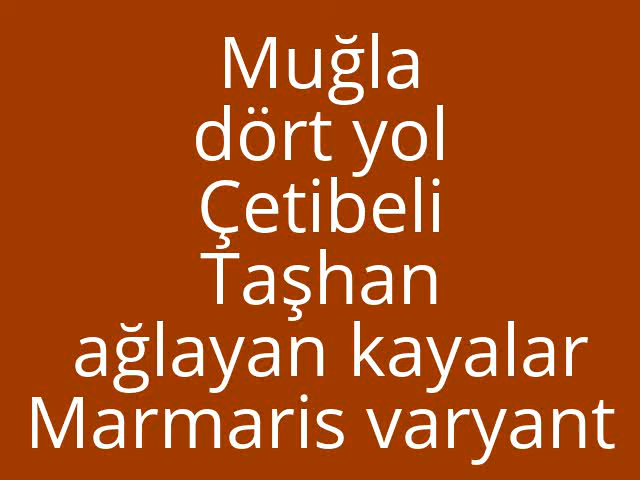 Muğla
dört yol
Çetibeli
Taşhan
ağlayan kayalar
Marmaris varyant